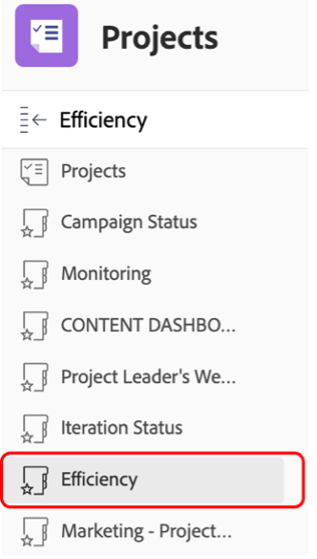 Projects
Efficiency
Projects
Campaign Status
Monitoring
CONTENT DASHBO...
Project Leader's We...
Iteration Status
Efficiency
Marketing - Project...